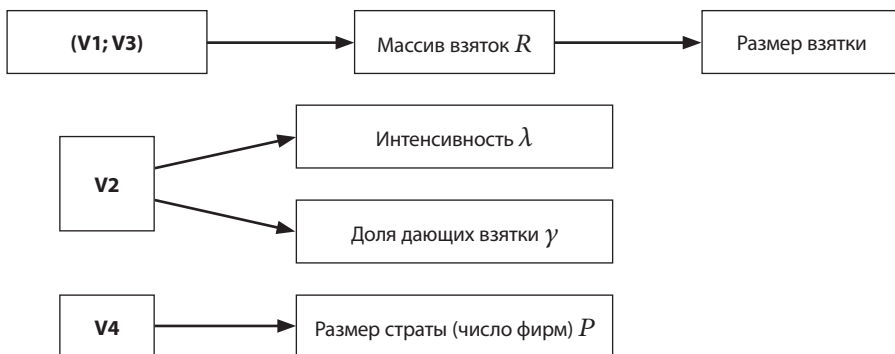 (V1; V3)
Массив взяток R
Размер взятки
V2
Интенсивность λ
Доля дающих взятки γ
V4
Размер страты (число фирм) P